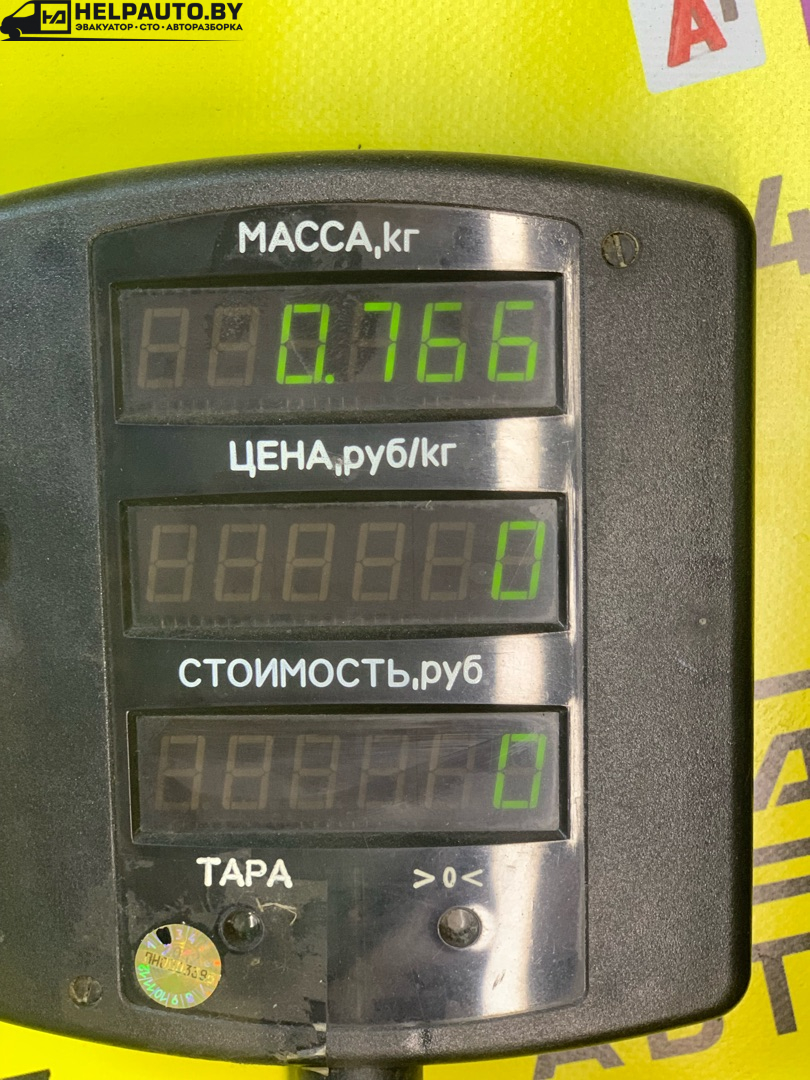 HELPAUTO.BY
ЭВАКУАТОР • СТО • АВТОРАЗБОРКА
МАССА,кг
0.766
ЦЕНА,руб/кг
0
СТОИМОСТЬ,руб
0
ТАРА >0<